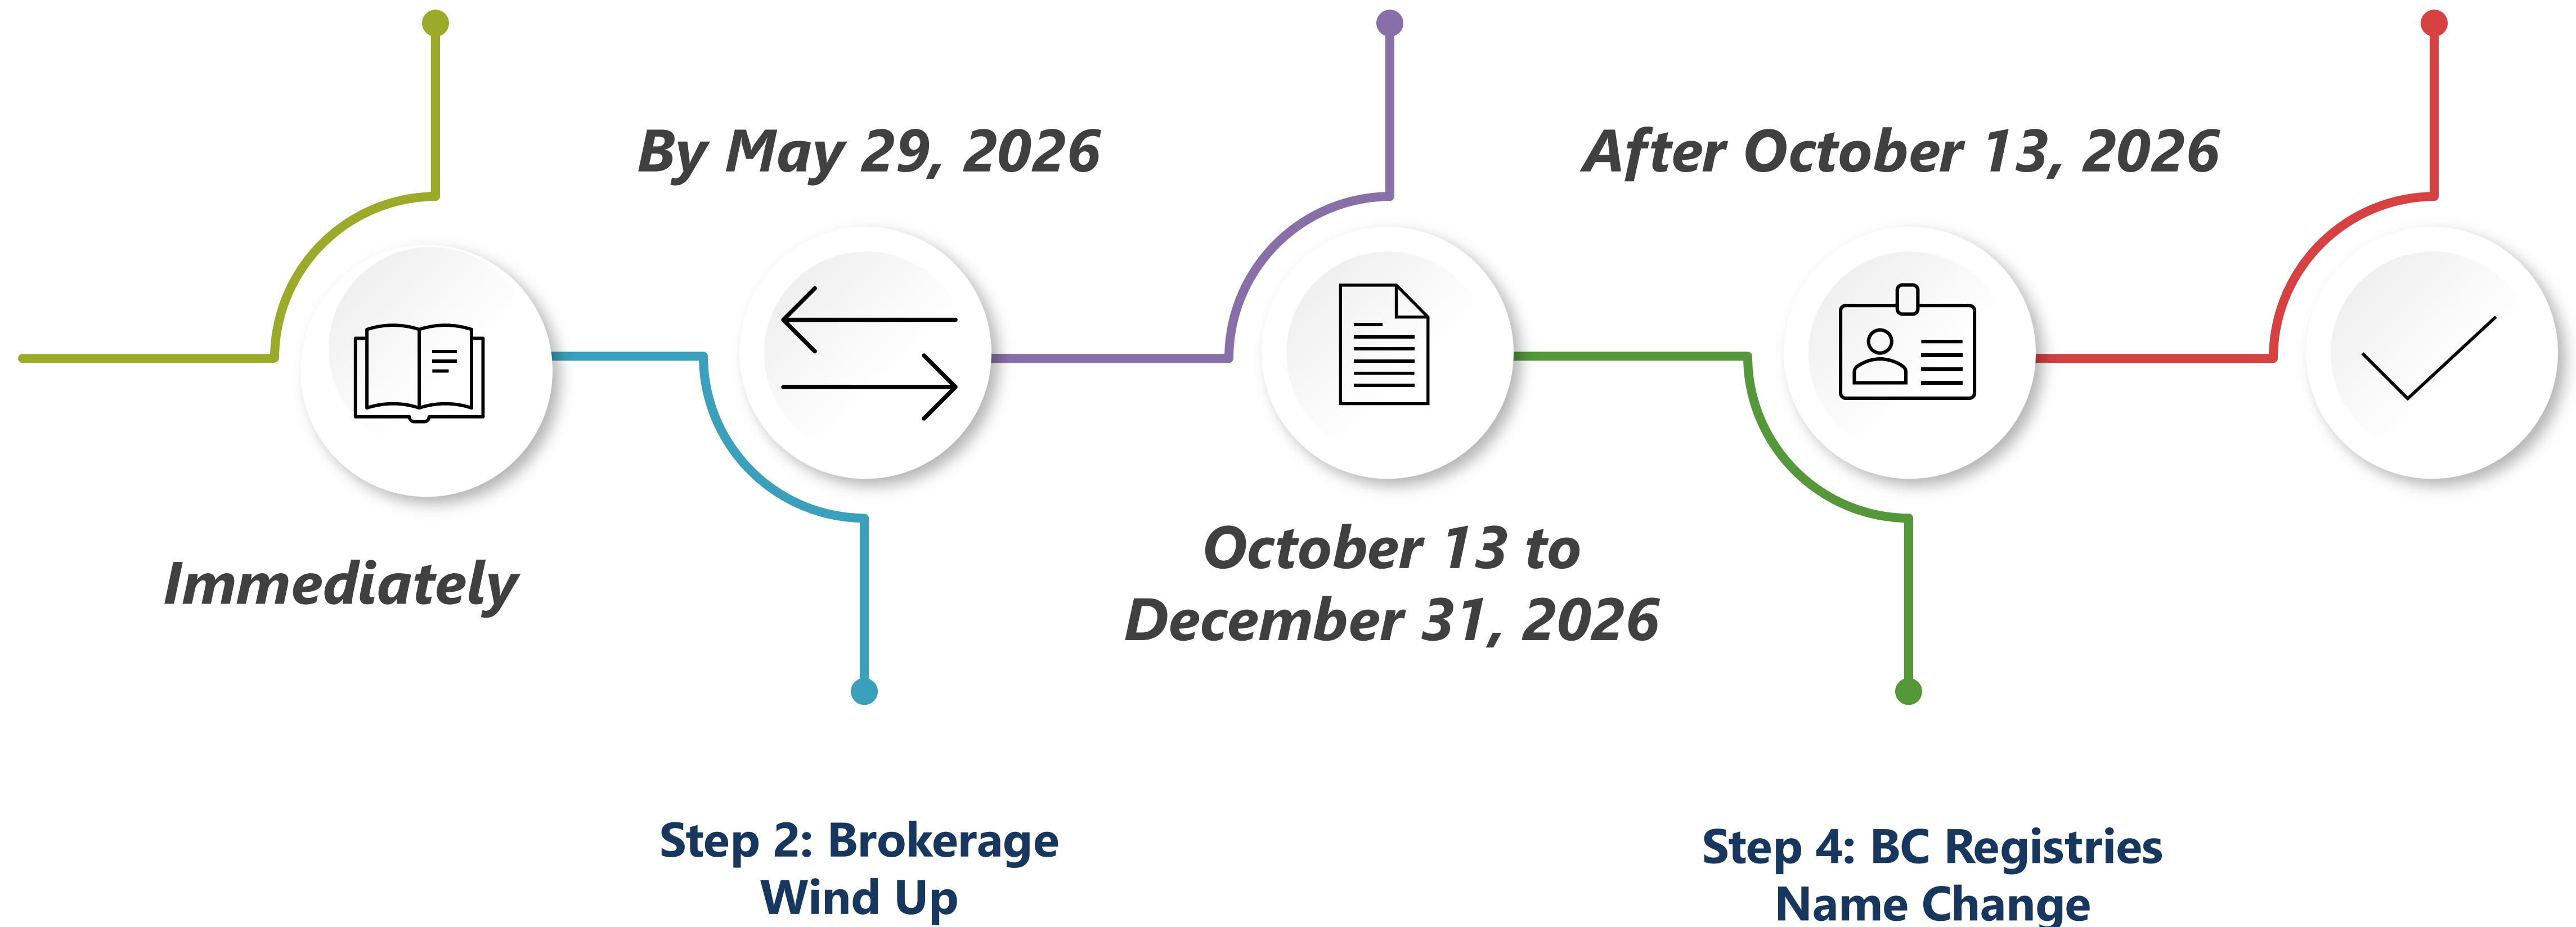 By May 29, 2026
After October 13, 2026
Immediately
October 13 to
December 31, 2026
Step 2: Brokerage
Wind Up
Step 4: BC Registries
Name Change